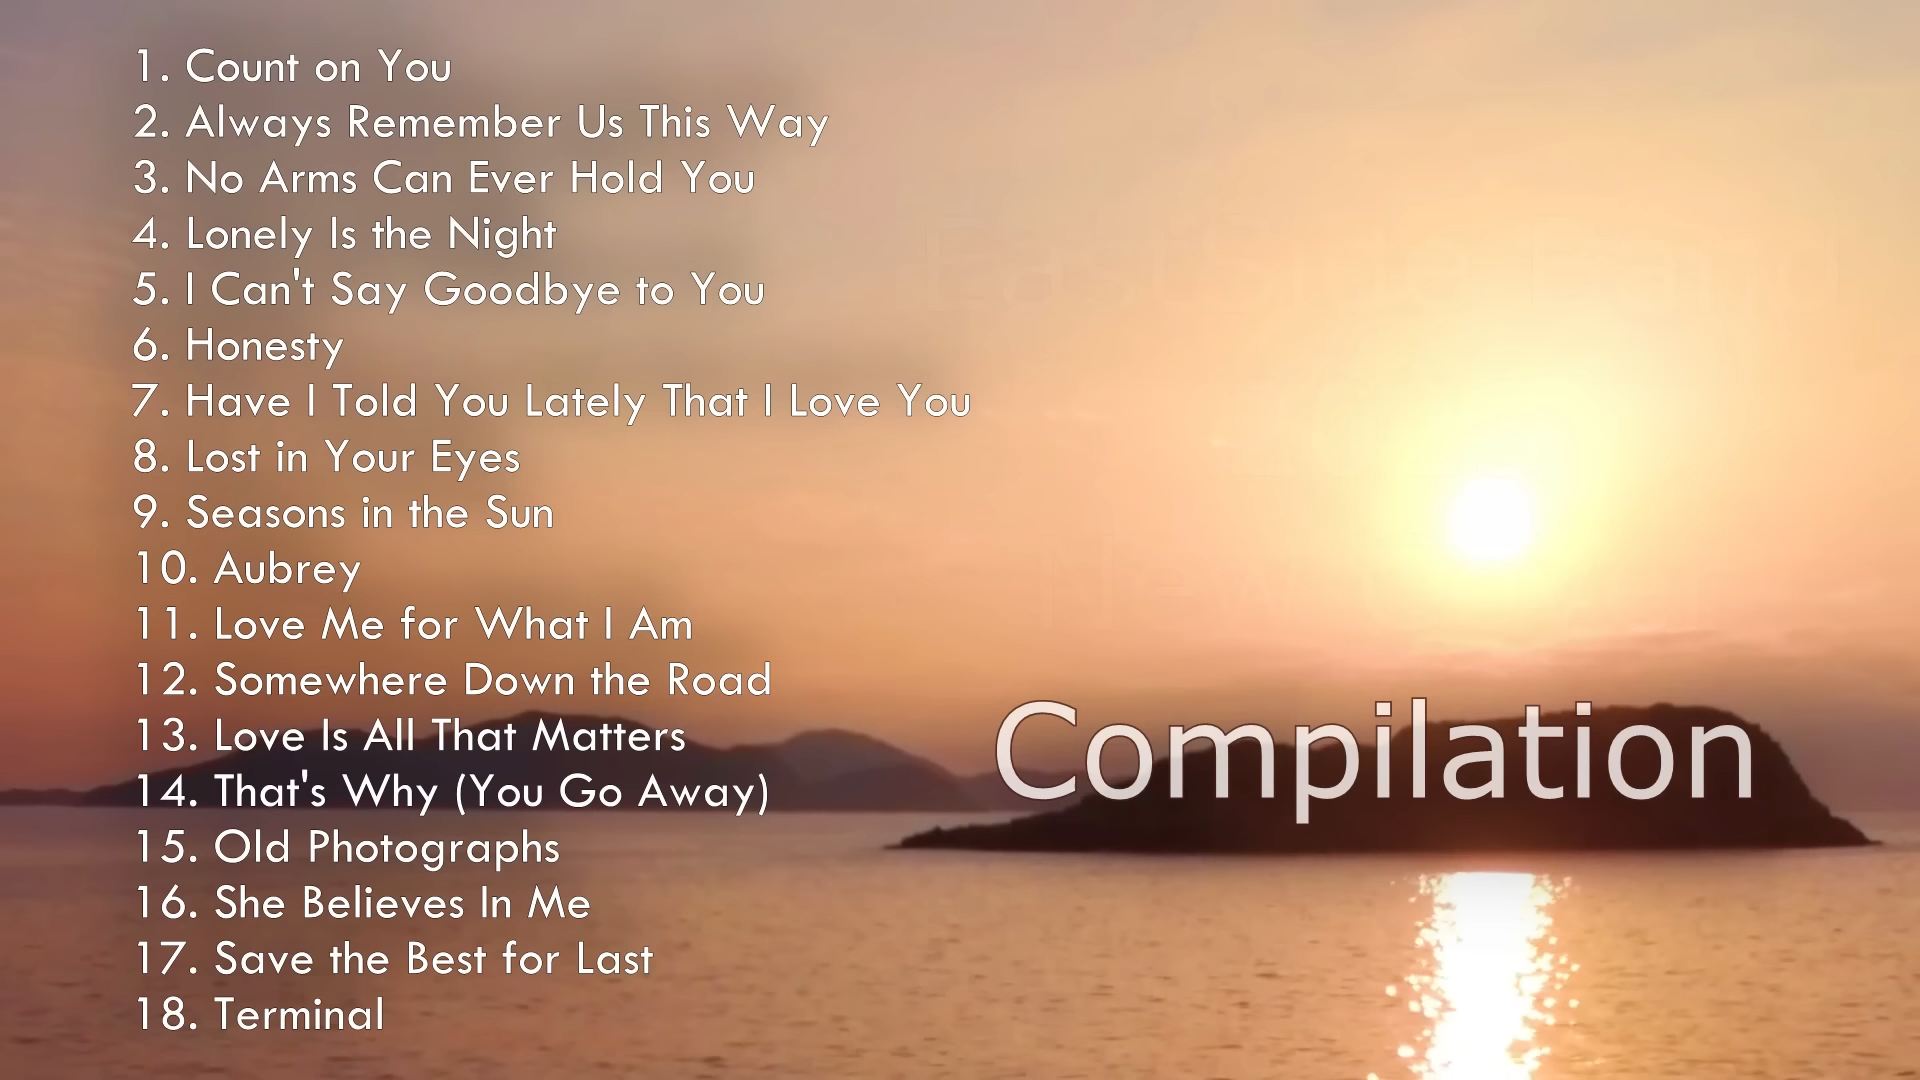 1. Count on You
2. Always Remember Us This Way
3. No Arms Can Ever Hold You
4. Lonely Is the Night
5. I Can't Say Goodbye to You
6. Honesty
7. Have I Told You Lately That I Love You
8. Lost in Your Eyes
9. Seasons in the Sun
10. Aubrey
11. Love Me for What I Am
12. Somewhere Down the Road
13. Love Is All That Matters
14. That's Why (You Go Away)
15. Old Photographs
16. She Believes In Me
17. Save the Best for Last
18. Terminal
Compilation